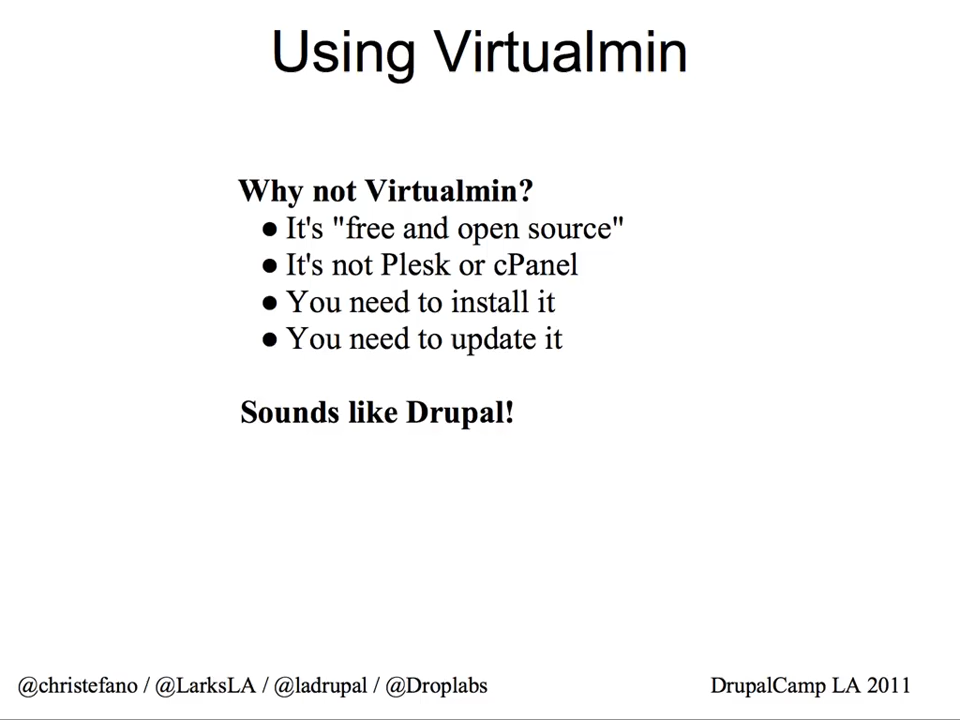 Using Virtualmin
Why not Virtualmin?
● It's "free and open source"
● It's not Plesk or cPanel
● You need to install it
● You need to update it
Sounds like Drupal!
@christefano / @LarksLA / @ladrupal / @Droplabs
DrupalCamp LA 2011